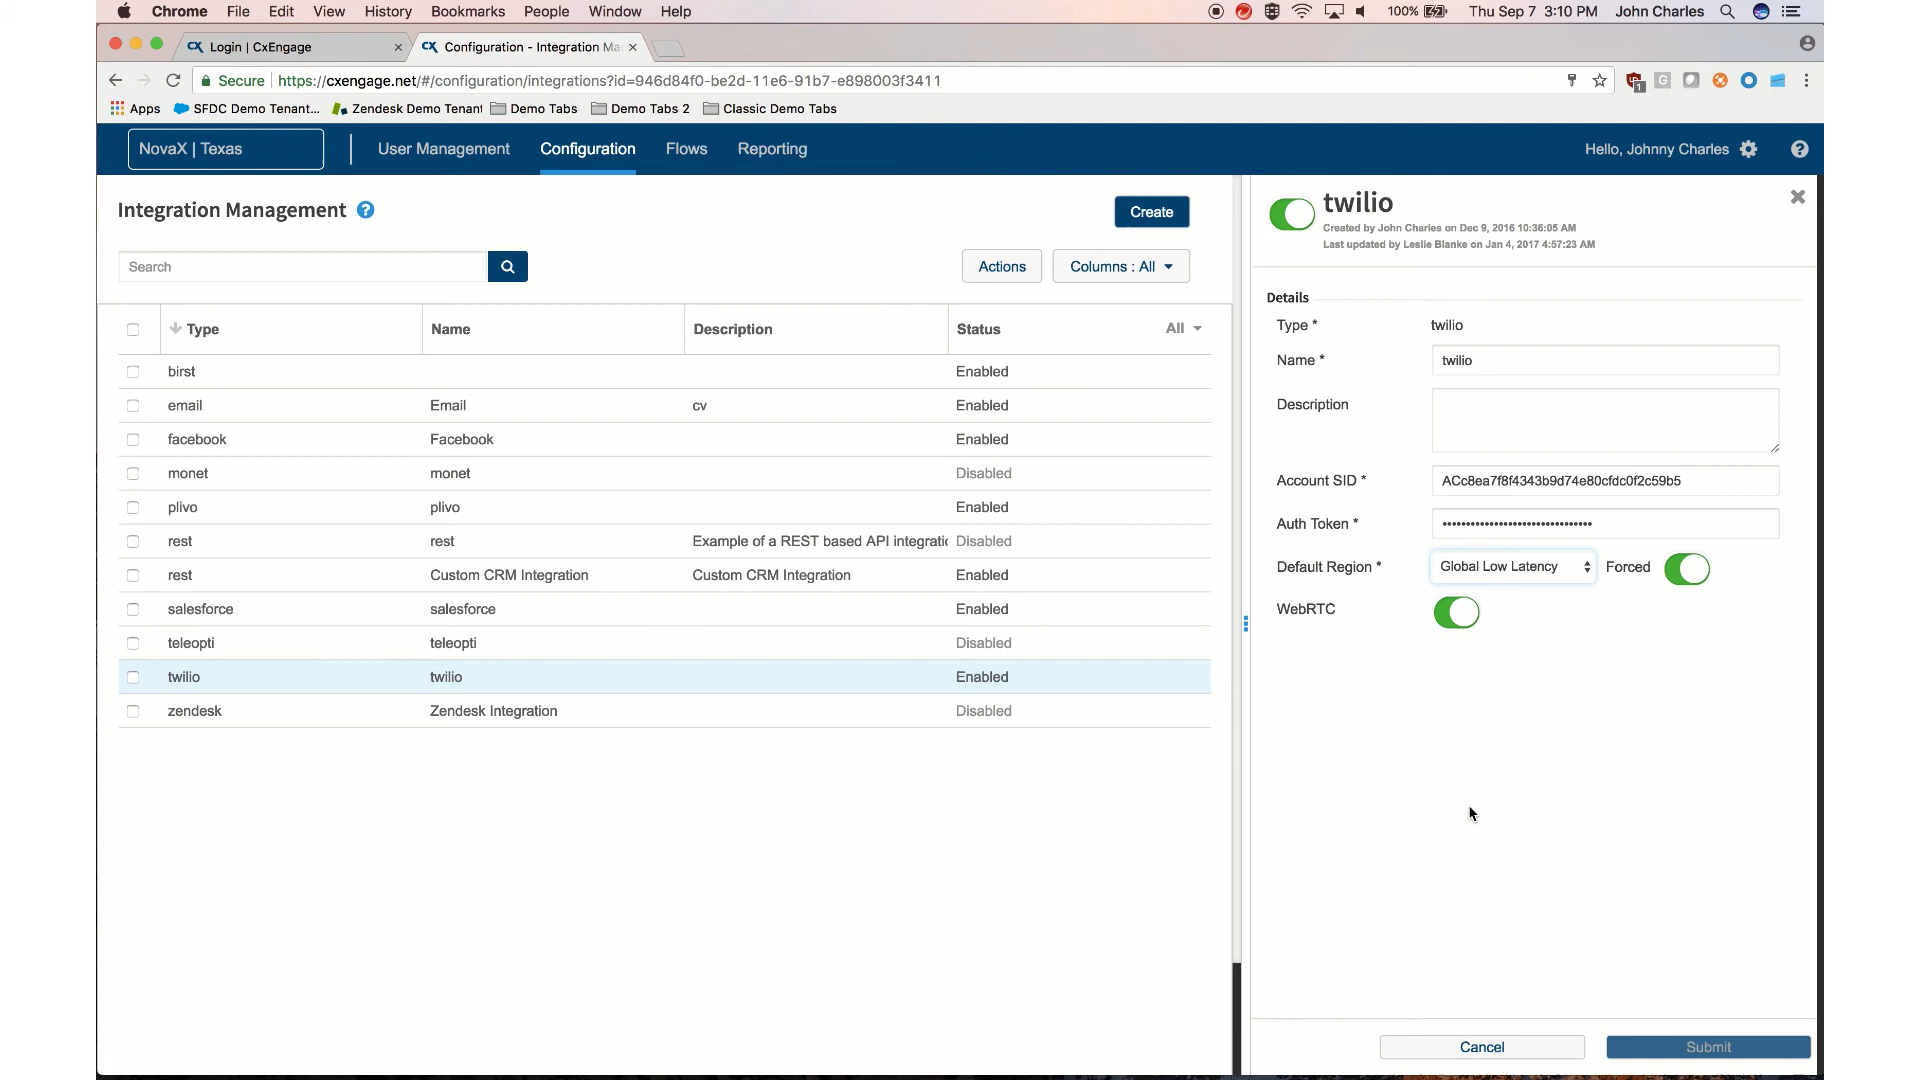 Chrome File Edit View History Bookmarks People Window Help 100% Thu Sep 7 3:10 PM John Charles
CX Login | CxEngage CX Configuration - Integration Ma
Secure https://cxengage.net/#/configuration/integrations?id=946d84f0-be2d-11e6-91b7-e898003f3411
Apps SFDC Demo Tenant... Zendesk Demo Tenant Demo Tabs Demo Tabs 2 Classic Demo Tabs
NovaX | Texas User Management Configuration Flows Reporting Hello, Johnny Charles
Integration Management
Create
Search
Actions Columns : All
Type Name Description Status All
birst Enabled
email Email cv Enabled
facebook Facebook Enabled
monet monet Disabled
plivo plivo Enabled
rest rest Example of a REST based API integratic Disabled
rest Custom CRM Integration Custom CRM Integration Enabled
salesforce salesforce Enabled
teleopti teleopti Disabled
twilio twilio Enabled
zendesk Zendesk Integration Disabled
twilio
Created by John Charles on Dec 9, 2016 10:36:05 AM
Last updated by Leslie Blanke on Jan 4, 2017 4:57:23 AM
Details
Type * twilio
Name * twilio
Description
Account SID * ACc8ea7f8f4343b9d74e80cfdc0f2c59b5
Auth Token * ••••••••••••••••••••••••••••••••
Default Region * Global Low Latency Forced
WebRTC
Cancel Submit